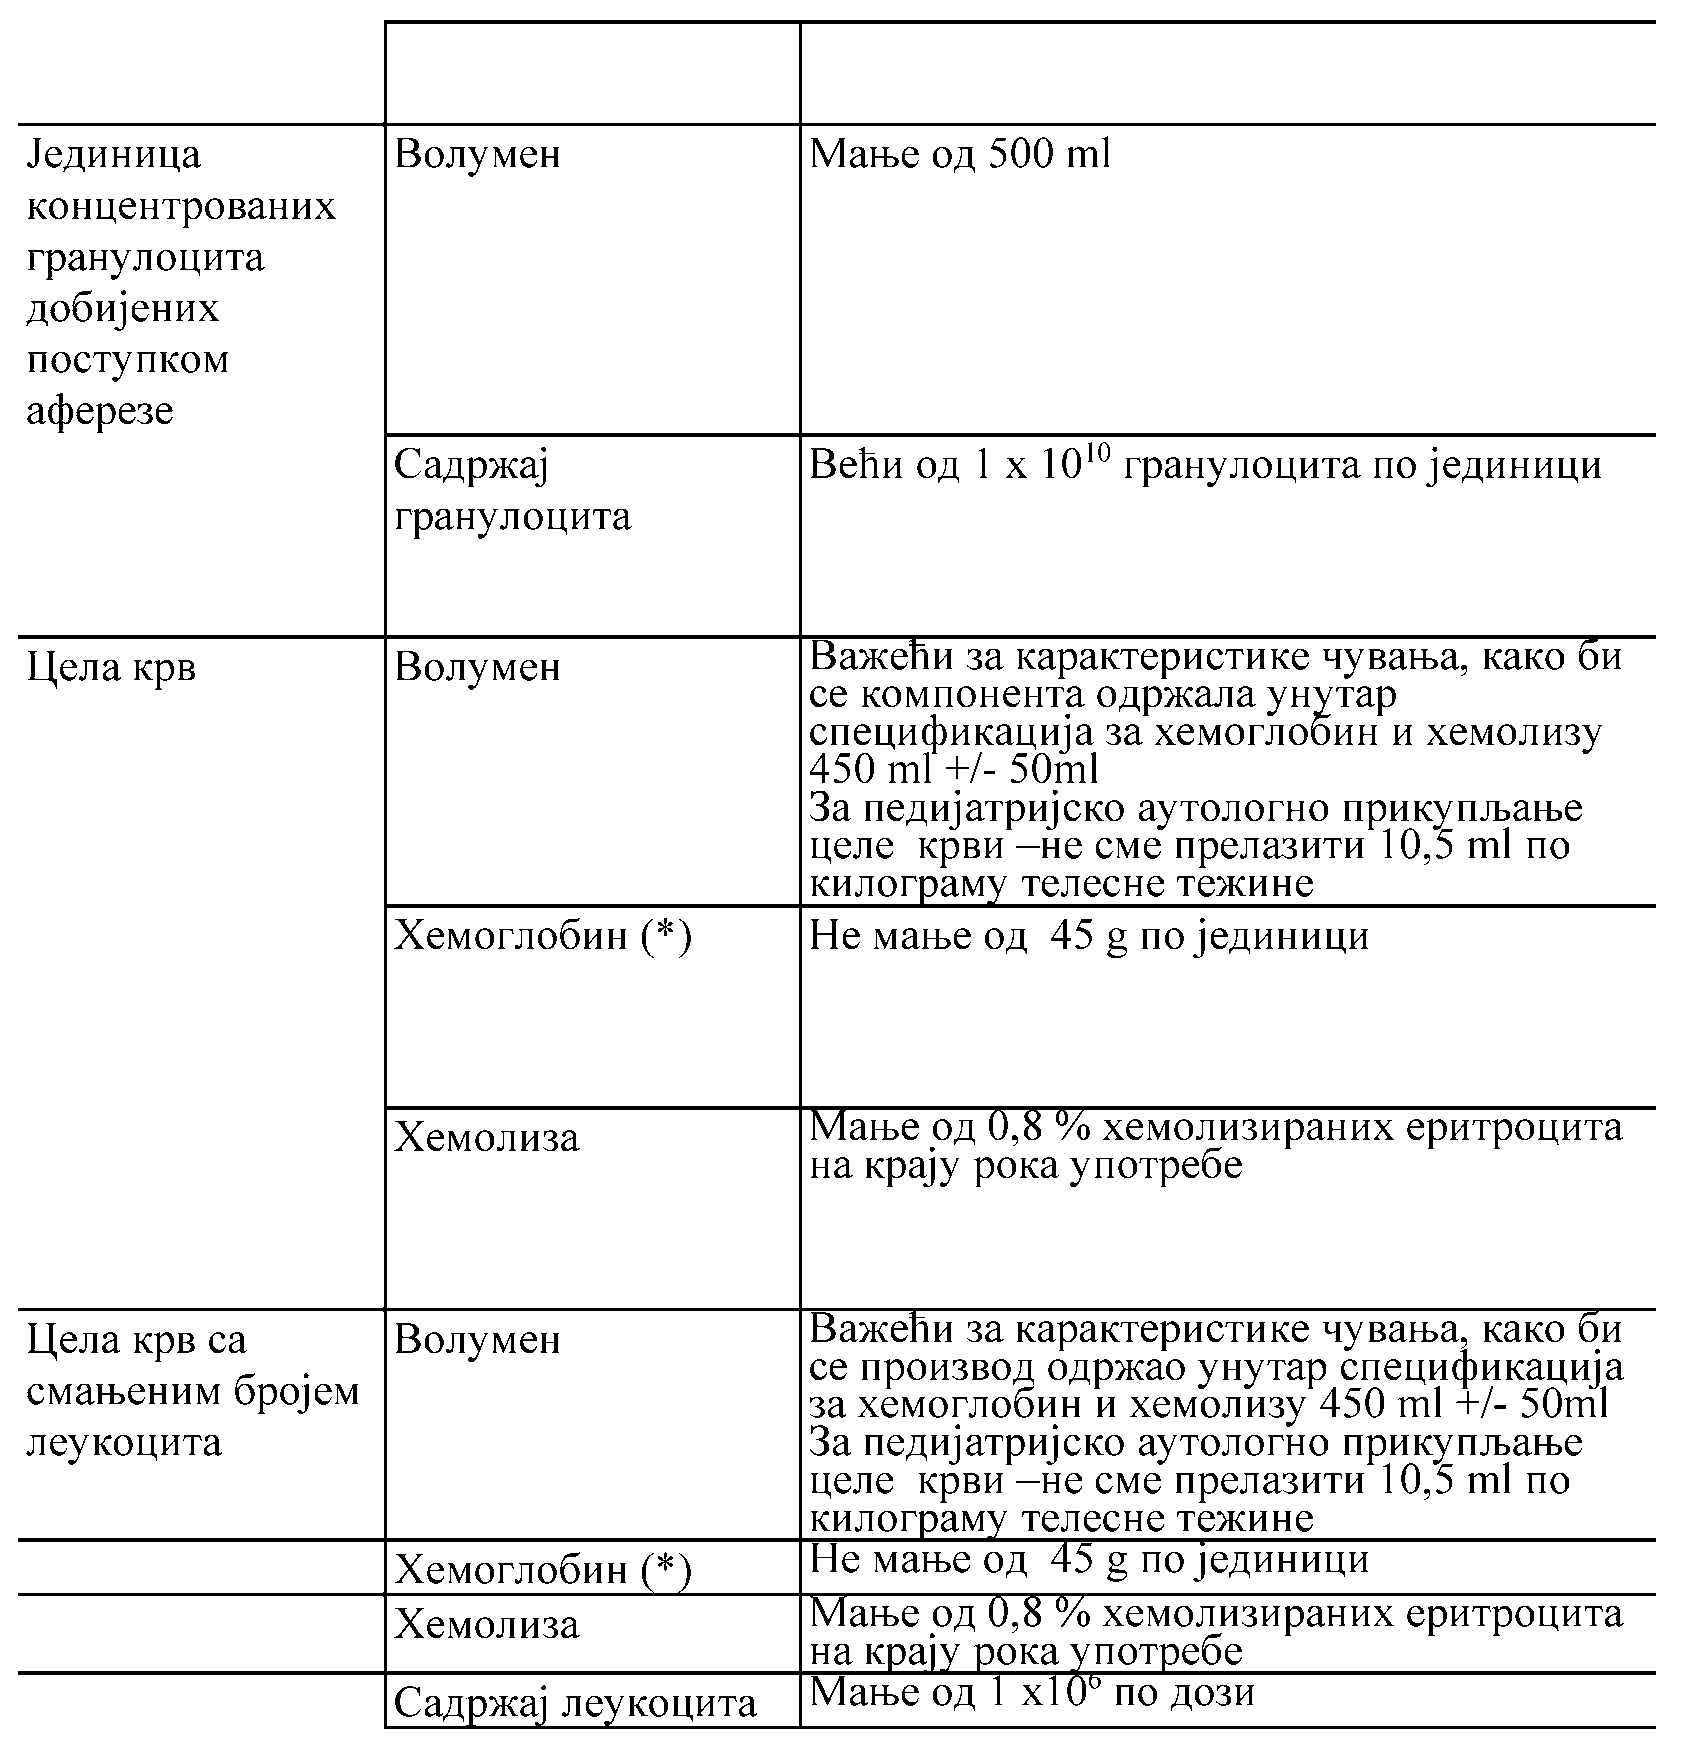 Јединица
концентрованих
гранулоцита
добијених
поступком
аферезе
Волумен
Мање од 500 ml
Садржај
гранулоцита
Већи од 1 x 10¹⁰ гранулоцита по јединици
Цела крв
Волумен
Важећи за карактеристике чувања, како би
се компонента одржала унутар
спецификација за хемоглобин и хемолизу
450 ml +/- 50ml
За педијатријско аутологно прикупљање
целе  крви –не сме прелазити 10,5 ml по
килограму телесне тежине
Хемоглобин (*)
Не мање од  45 g по јединици
Хемолиза
Мање од 0,8 % хемолизираних еритроцита
на крају рока употребе
Цела крв са
смањеним бројем
леукоцита
Волумен
Важећи за карактеристике чувања, како би
се производ одржао унутар спецификација
за хемоглобин и хемолизу 450 ml +/- 50ml
За педијатријско аутологно прикупљање
целе  крви –не сме прелазити 10,5 ml по
килограму телесне тежине
Хемоглобин (*)
Не мање од  45 g по јединици
Хемолиза
Мање од 0,8 % хемолизираних еритроцита
на крају рока употребе
Садржај леукоцита
Мање од 1 x10⁶ по дози